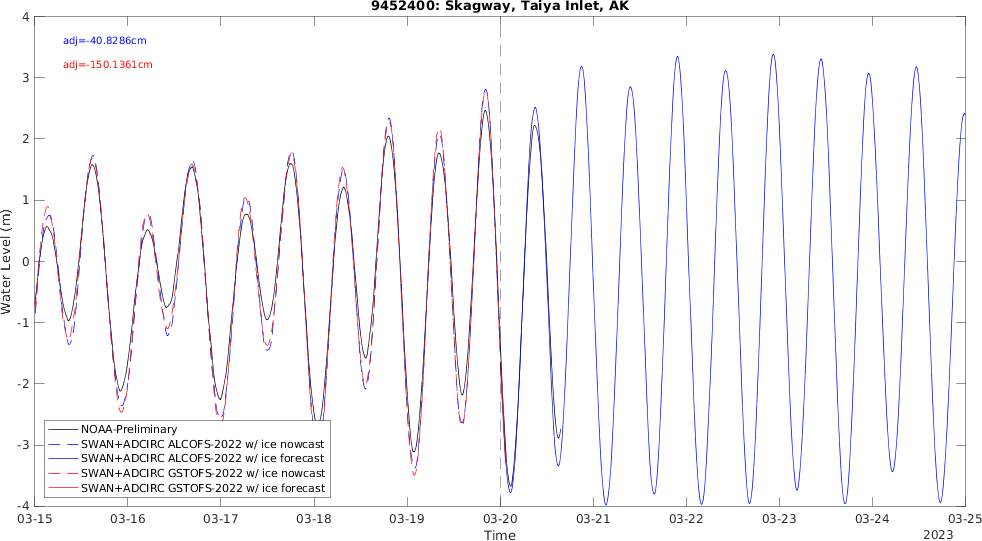 9452400: Skagway, Taiya Inlet, AK
adj=-40.8286cm
adj=-150.1361cm
Water Level (m)
4
3
2
1
0
-1
-2
-3
-4
NOAA-Preliminary
SWAN+ADCIRC ALCOFS-2022 w/ ice nowcast
SWAN+ADCIRC ALCOFS-2022 w/ ice forecast
SWAN+ADCIRC GSTOFS-2022 w/ ice nowcast
SWAN+ADCIRC GSTOFS-2022 w/ ice forecast
03-15 03-16 03-17 03-18 03-19 03-20 03-21 03-22 03-23 03-24 03-25
Time
2023